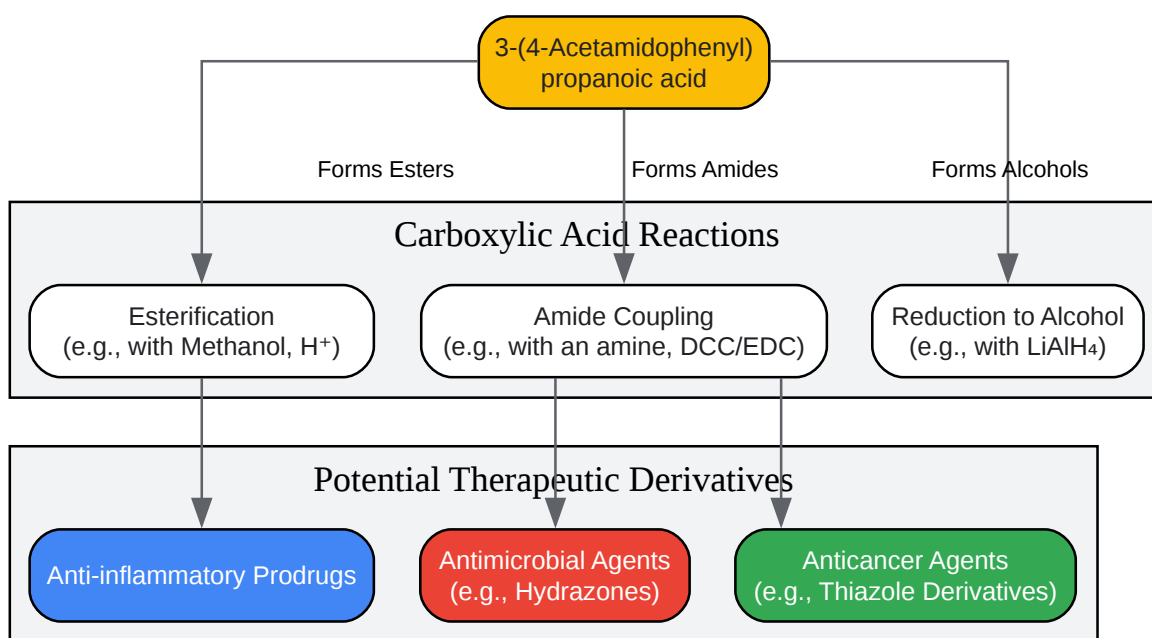 3-(4-Acetamidophenyl)
propanoic acid
Forms Esters
Forms Amides
Forms Alcohols
Carboxylic Acid Reactions
Esterification
(e.g., with Methanol, H⁺)
Amide Coupling
(e.g., with an amine, DCC/EDC)
Reduction to Alcohol
(e.g., with LiAlH₄)
Potential Therapeutic Derivatives
Anti-inflammatory Prodrugs
Antimicrobial Agents
(e.g., Hydrazones)
Anticancer Agents
(e.g., Thiazole Derivatives)